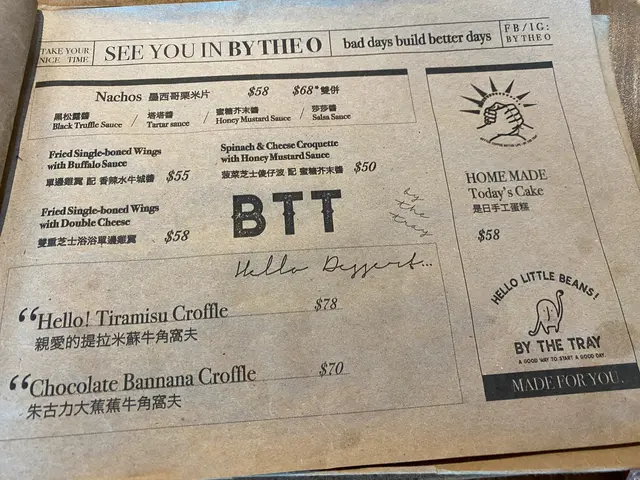 TAKE YOUR
NICE TIME
SEE YOU IN BY THE O
bad days build better days
FB/IG:
BY THE O
Nachos 墨西哥栗米片 $58 $68*雙併
黑松露醬 / 塔塔醬 / 蜜糖芥末醬 / 莎莎醬
Black Truffle Sauce / Tartar sauce / Honey Mustard Sauce / Salsa Sauce
Fried Single-boned Wings
with Buffalo Sauce
單邊雞翼 配 香辣水牛城醬 $55
Spinach & Cheese Croquette
with Honey Mustard Sauce
菠菜芝士傻仔波 配 蜜糖芥末醬 $50
Fried Single-boned Wings
with Double Cheese
雙重芝士浴浴單邊雞翼 $58
BTT
by
the
tray
Hello Dessert...
“Hello! Tiramisu Croffle $78
親愛的提拉米蘇牛角窩夫
“Chocolate Bannana Croffle $70
朱古力大蕉蕉牛角窩夫
HOME MADE
Today's Cake
是日手工蛋糕
$58
HELLO LITTLE BEANS!
BY THE TRAY
A GOOD WAY TO START A GOOD DAY.
MADE FOR YOU.